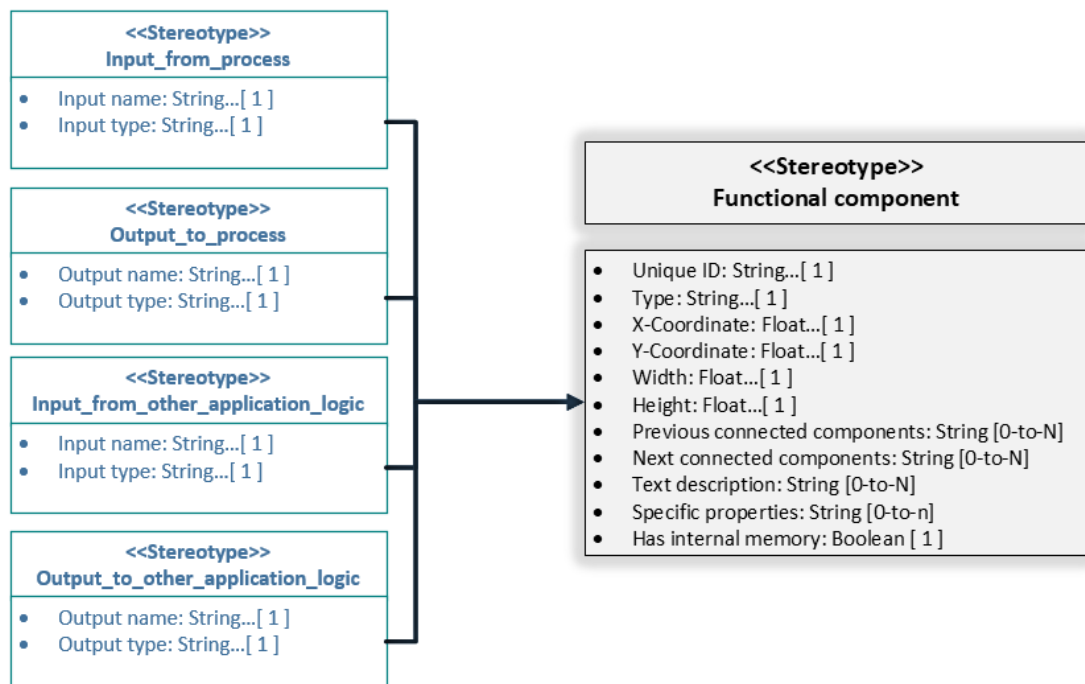 <<Stereotype>>
Input_from_process
• Input name: String...[ 1 ]
• Input type: String...[ 1 ]
<<Stereotype>>
Output_to_process
• Output name: String...[ 1 ]
• Output type: String...[ 1 ]
<<Stereotype>>
Input_from_other_application_logic
• Input name: String...[ 1 ]
• Input type: String...[ 1 ]
<<Stereotype>>
Output_to_other_application_logic
• Output name: String...[ 1 ]
• Output type: String...[ 1 ]
<<Stereotype>>
Functional component
• Unique ID: String...[ 1 ]
• Type: String...[ 1 ]
• X-Coordinate: Float...[ 1 ]
• Y-Coordinate: Float...[ 1 ]
• Width: Float...[ 1 ]
• Height: Float...[ 1 ]
• Previous connected components: String [0-to-N]
• Next connected components: String [0-to-N]
• Text description: String [0-to-N]
• Specific properties: String [0-to-n]
• Has internal memory: Boolean [ 1 ]